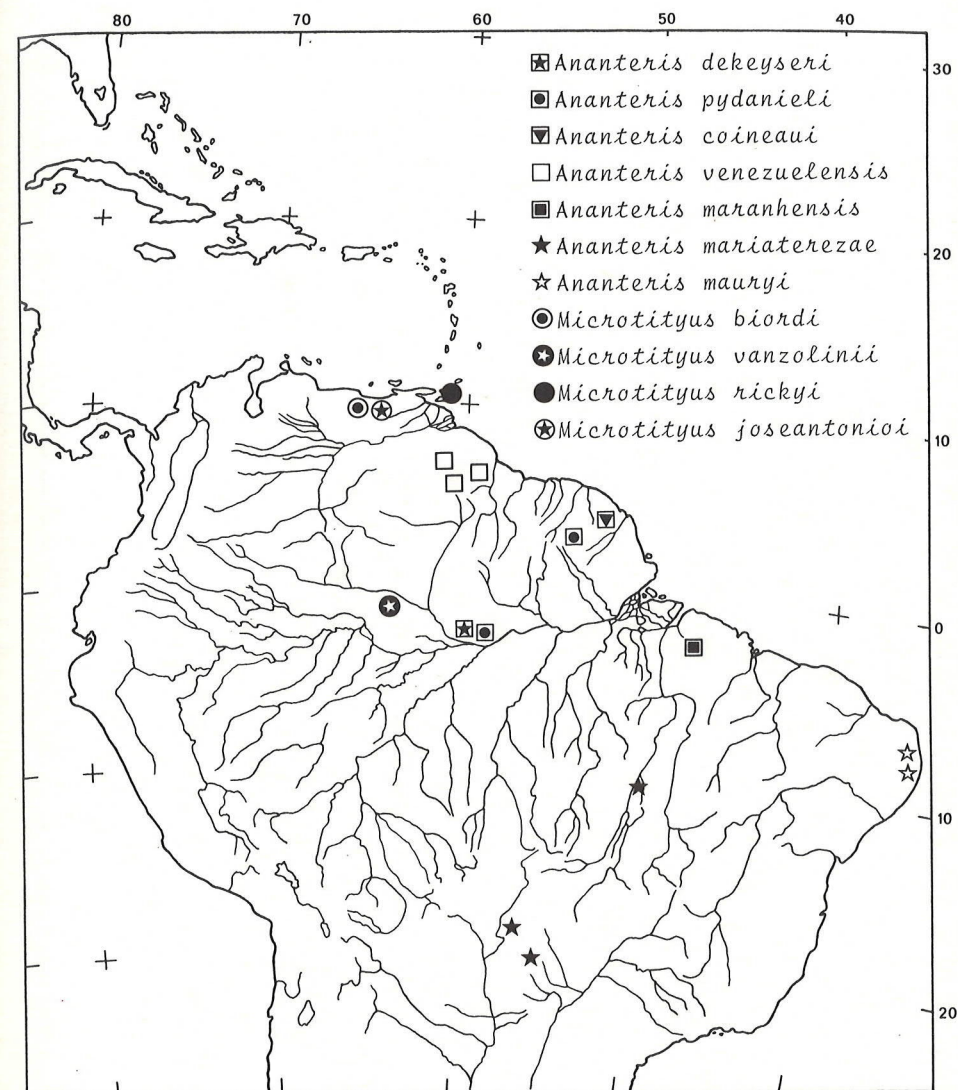 80 70 60 50 40
Ananteris dekeyseri
30
Ananteris pydanieli
Ananteris coineaui
Ananteris venezuelensis
Ananteris maranhensis
Ananteris mariaterezae
20
Ananteris mauryi
Microtityus biordi
Microtityus vanzolinii
Microtityus rickyi
Microtityus joseantonioi
10
0
10
20